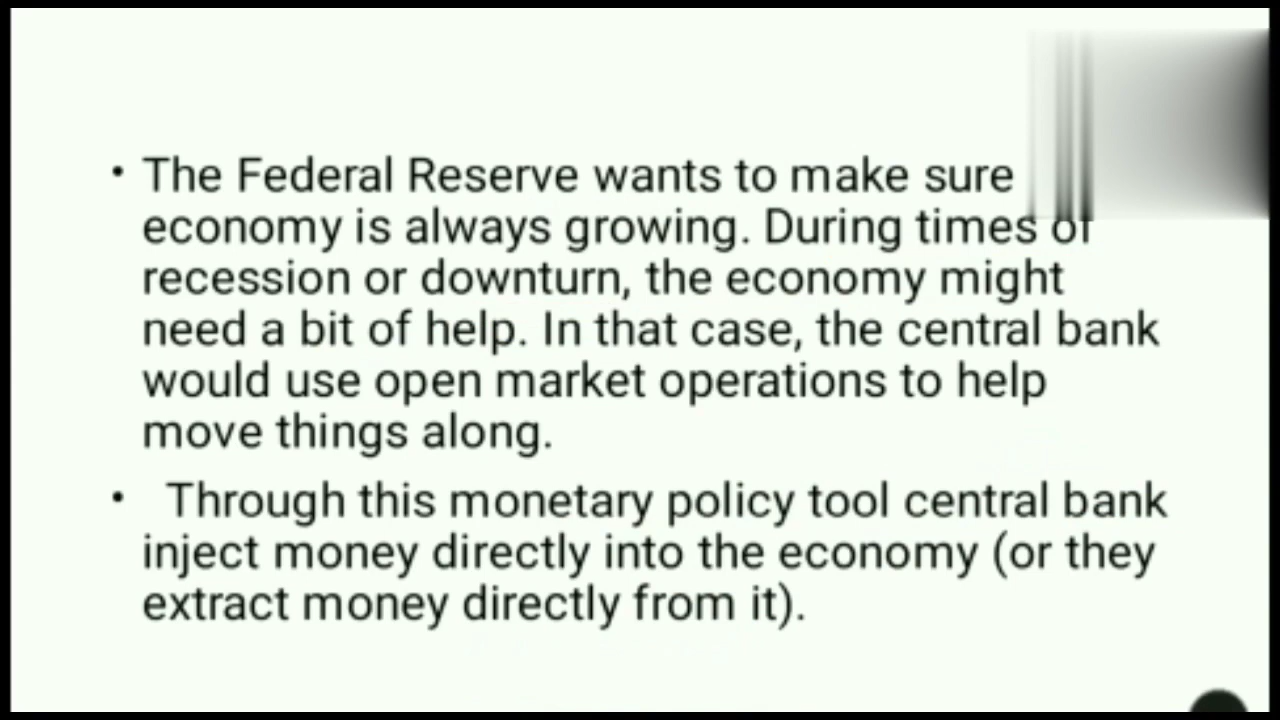 • The Federal Reserve wants to make sure
economy is always growing. During times of
recession or downturn, the economy might
need a bit of help. In that case, the central bank
would use open market operations to help
move things along.
• Through this monetary policy tool central bank
inject money directly into the economy (or they
extract money directly from it).